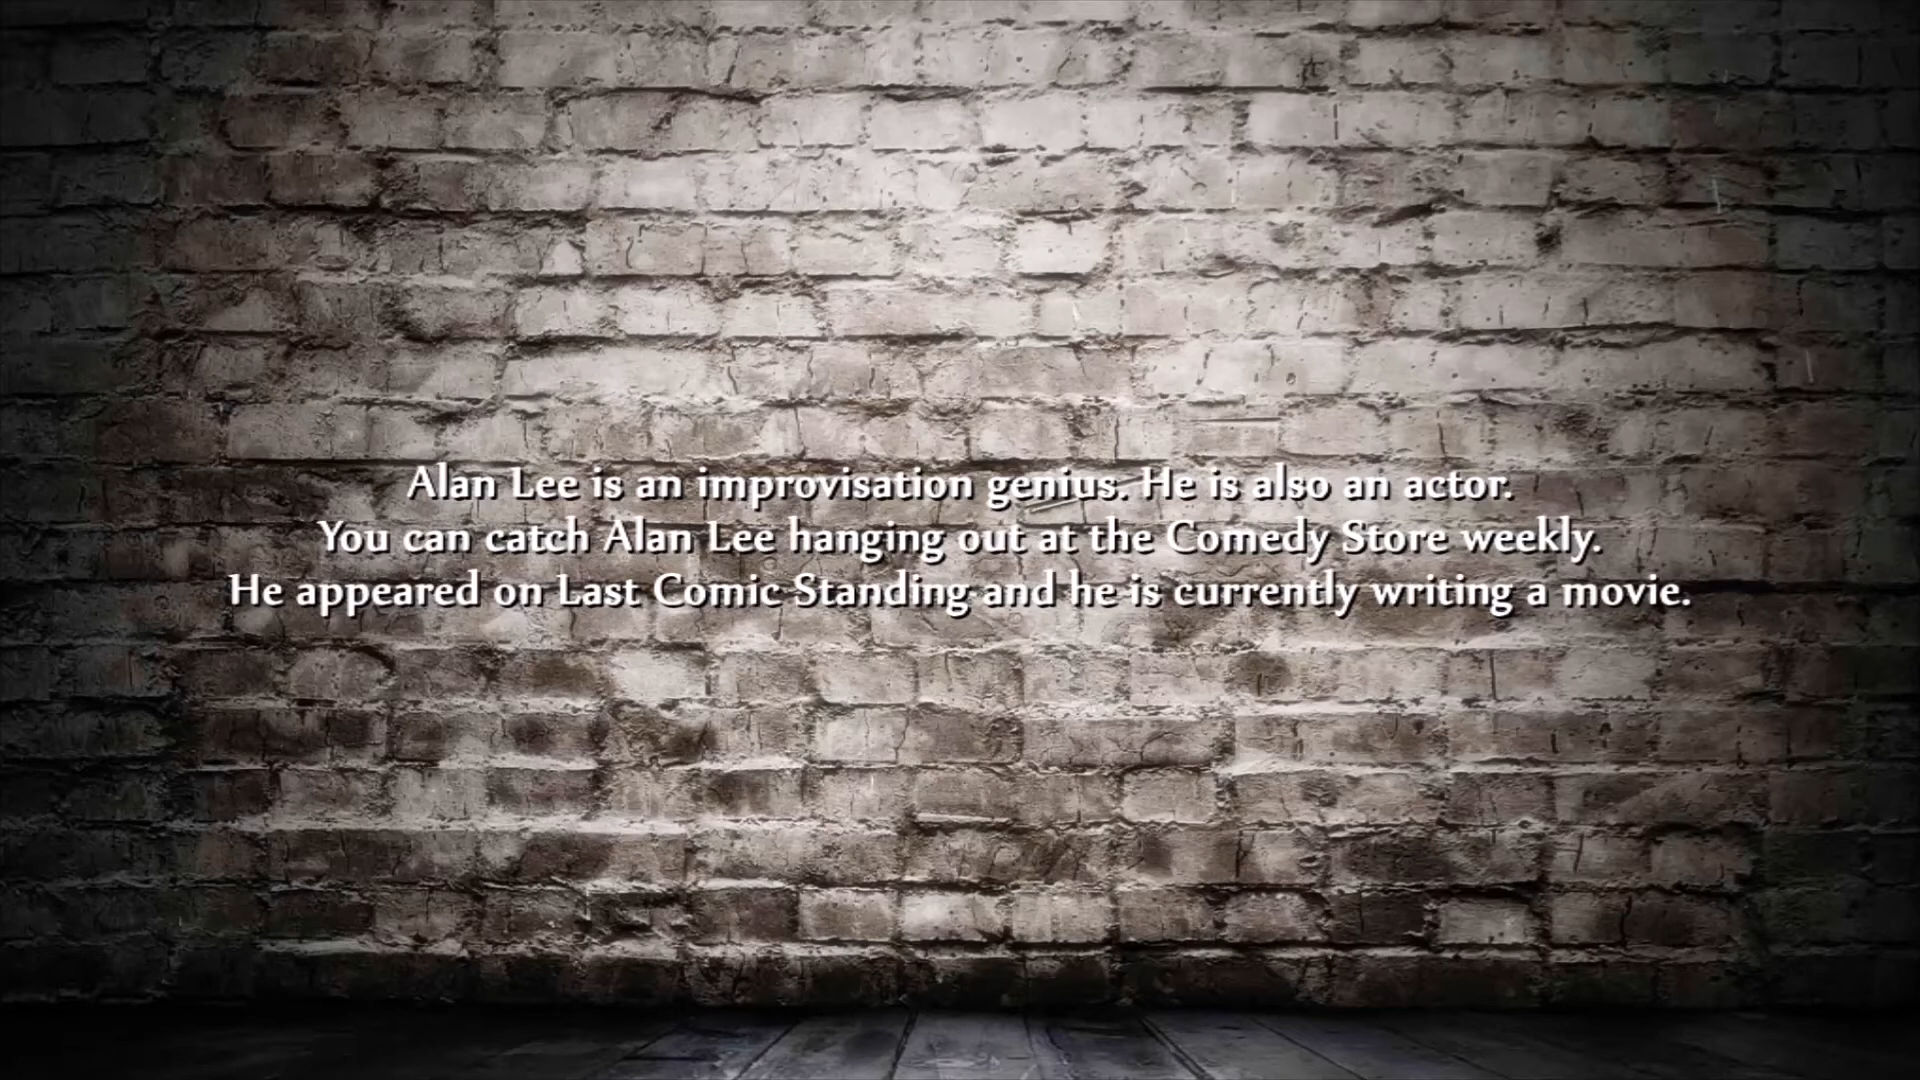 Alan Lee is an improvisation genius. He is also an actor.
You can catch Alan Lee hanging out at the Comedy Store weekly.
He appeared on Last Comic Standing and he is currently writing a movie.